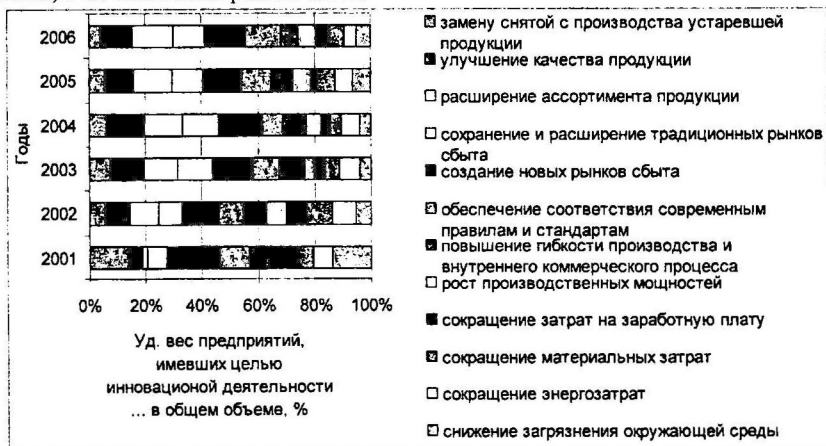 2006
2005
2004
2003
2002
2001
Годы
0% 20% 40% 60% 80% 100%
Уд. вес предприятий,
имевших целью
инновационой деятельности
... в общем объеме, %
замену снятой с производства устаревшей
продукции
улучшение качества продукции
расширение ассортимента продукции
сохранение и расширение традиционных рынков
сбыта
создание новых рынков сбыта
обеспечение соответствия современным
правилам и стандартам
повышение гибкости производства и
внутреннего коммерческого процесса
рост производственных мощностей
сокращение затрат на заработную плату
сокращение материальных затрат
сокращение энергозатрат
снижение загрязнения окружающей среды